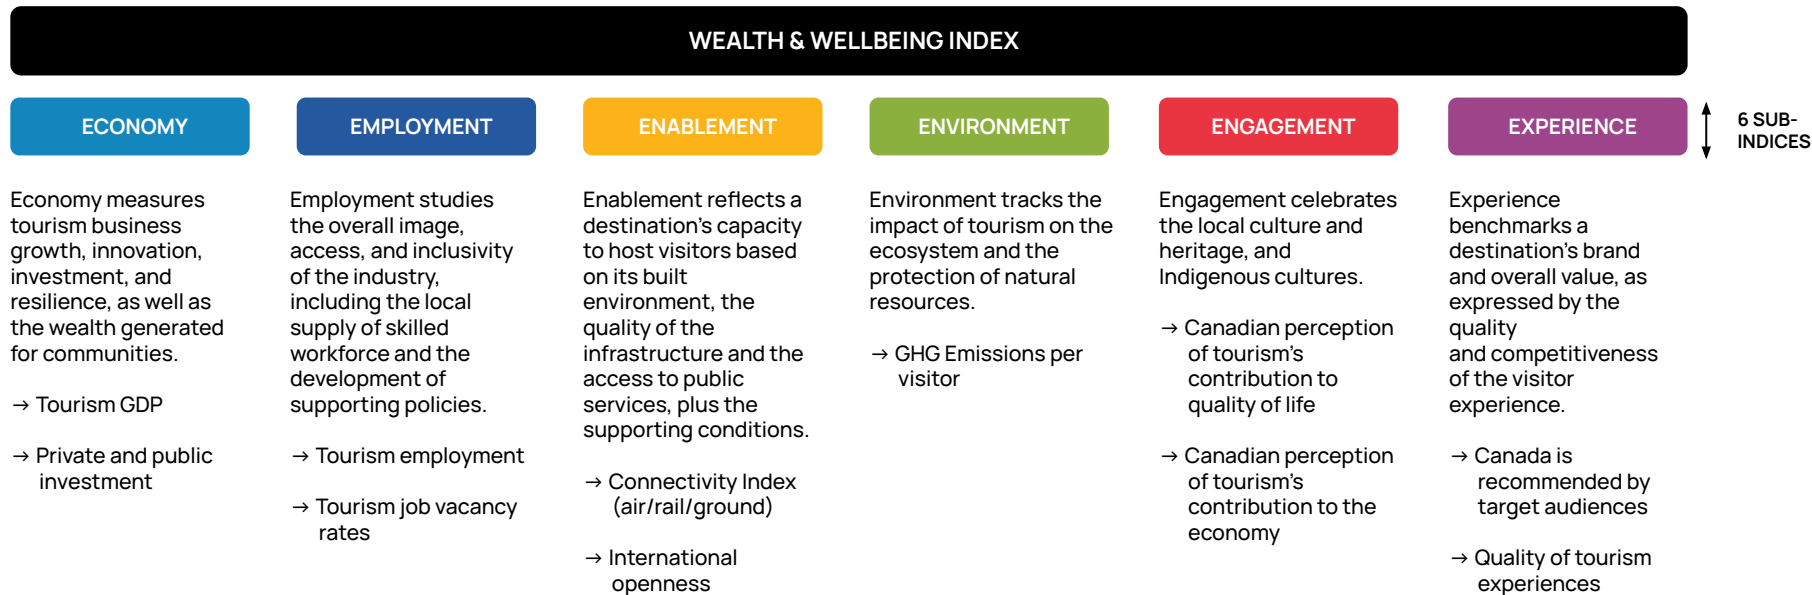 WEALTH & WELLBEING INDEX
ECONOMY
EMPLOYMENT
ENABLEMENT
ENVIRONMENT
ENGAGEMENT
EXPERIENCE
6 SUB-
INDICES
Economy measures
tourism business
growth, innovation,
investment, and
resilience, as well as
the wealth generated
for communities.
→ Tourism GDP
→ Private and public
investment
Employment studies
the overall image,
access, and inclusivity
of the industry,
including the local
supply of skilled
workforce and the
development of
supporting policies.
→ Tourism employment
→ Tourism job vacancy
rates
Enablement reflects a
destination's capacity
to host visitors based
on its built
environment, the
quality of the
infrastructure and the
access to public
services, plus the
supporting conditions.
→ Connectivity Index
(air/rail/ground)
→ International
openness
Environment tracks the
impact of tourism on the
ecosystem and the
protection of natural
resources.
→ GHG Emissions per
visitor
Engagement celebrates
the local culture and
heritage, and
Indigenous cultures.
→ Canadian perception
of tourism's
contribution to
quality of life
→ Canadian perception
of tourism's
contribution to the
economy
Experience
benchmarks a
destination's brand
and overall value, as
expressed by the
quality
and competitiveness
of the visitor
experience.
→ Canada is
recommended by
target audiences
→ Quality of tourism
experiences